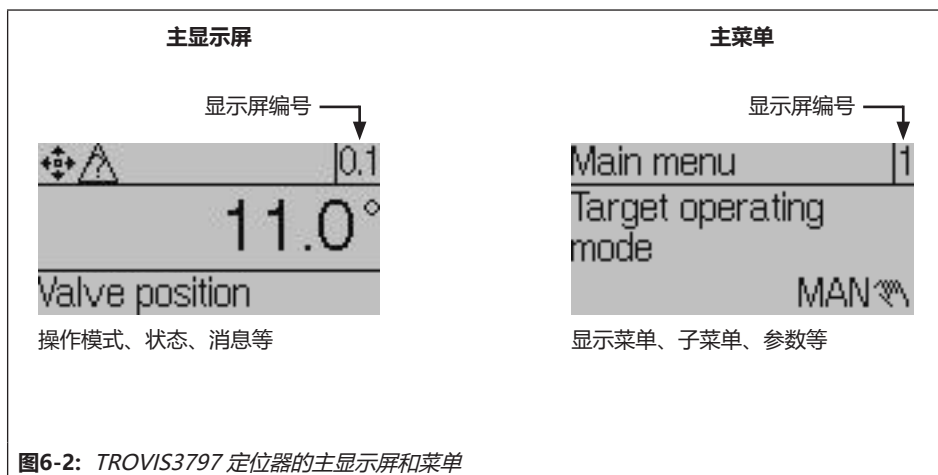 主显示屏
显示屏编号
0.1
11.0°
Valve position
操作模式、状态、消息等
主菜单
显示屏编号
Main menu 1
Target operating
mode
MAN
显示菜单、子菜单、参数等
图6-2: TROVIS3797 定位器的主显示屏和菜单